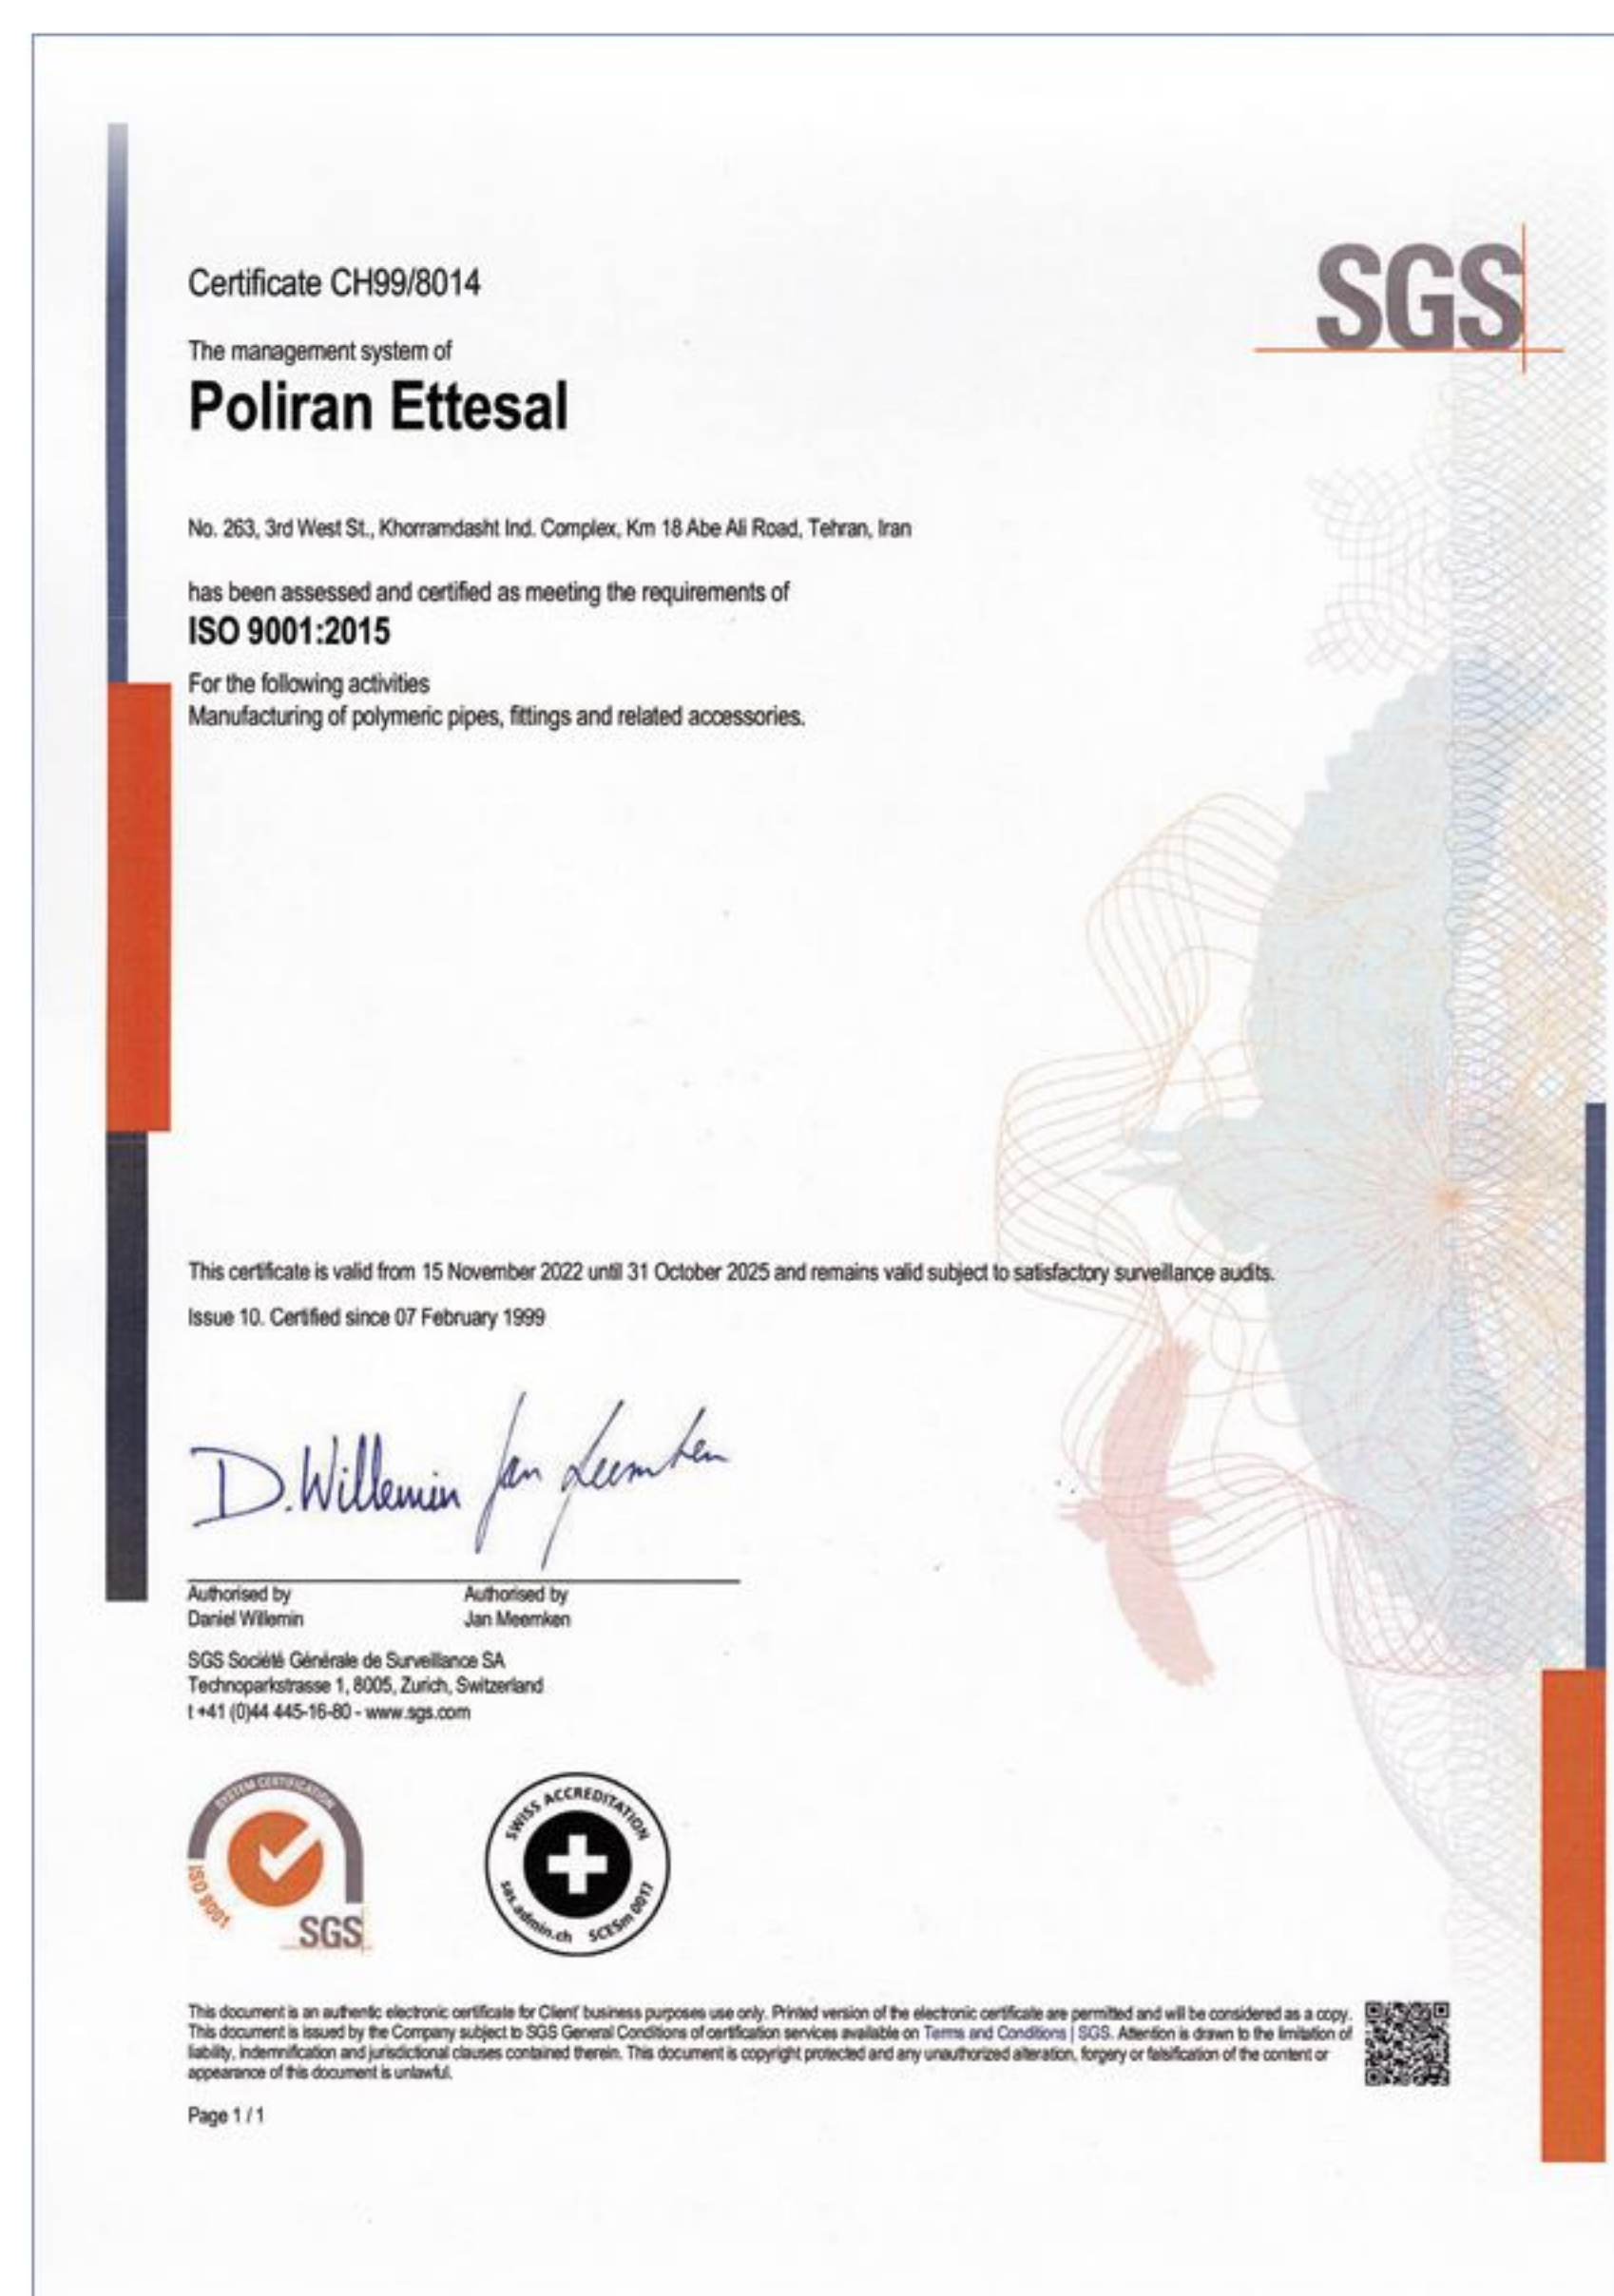 SGS
Certificate CH99/8014
The management system of
Poliran Ettesal
No. 263, 3rd West St., Khorramdasht Ind. Complex, Km 18 Abe Ali Road, Tehran, Iran
has been assessed and certified as meeting the requirements of
ISO 9001:2015
For the following activities
Manufacturing of polymeric pipes, fittings and related accessories.
This certificate is valid from 15 November 2022 until 31 October 2025 and remains valid subject to satisfactory surveillance audits.
Issue 10. Certified since 07 February 1999
D. Willemin Jan Meemken
Authorised by Authorised by
Daniel Willemin Jan Meemken
SGS Société Générale de Surveillance SA
Technoparkstrasse 1, 8005, Zurich, Switzerland
t +41 (0)44 445-16-80 - www.sgs.com
SYSTEM CERTIFICATION
ISO 9001
SGS
SWISS ACCREDITATION
sas.admin.ch SCESm 0017
This document is an authentic electronic certificate for Client' business purposes use only. Printed version of the electronic certificate are permitted and will be considered as a copy.
This document is issued by the Company subject to SGS General Conditions of certification services available on Terms and Conditions | SGS. Attention is drawn to the limitation of
liability, indemnification and jurisdictional clauses contained therein. This document is copyright protected and any unauthorized alteration, forgery or falsification of the content or
appearance of this document is unlawful.
Page 1 / 1